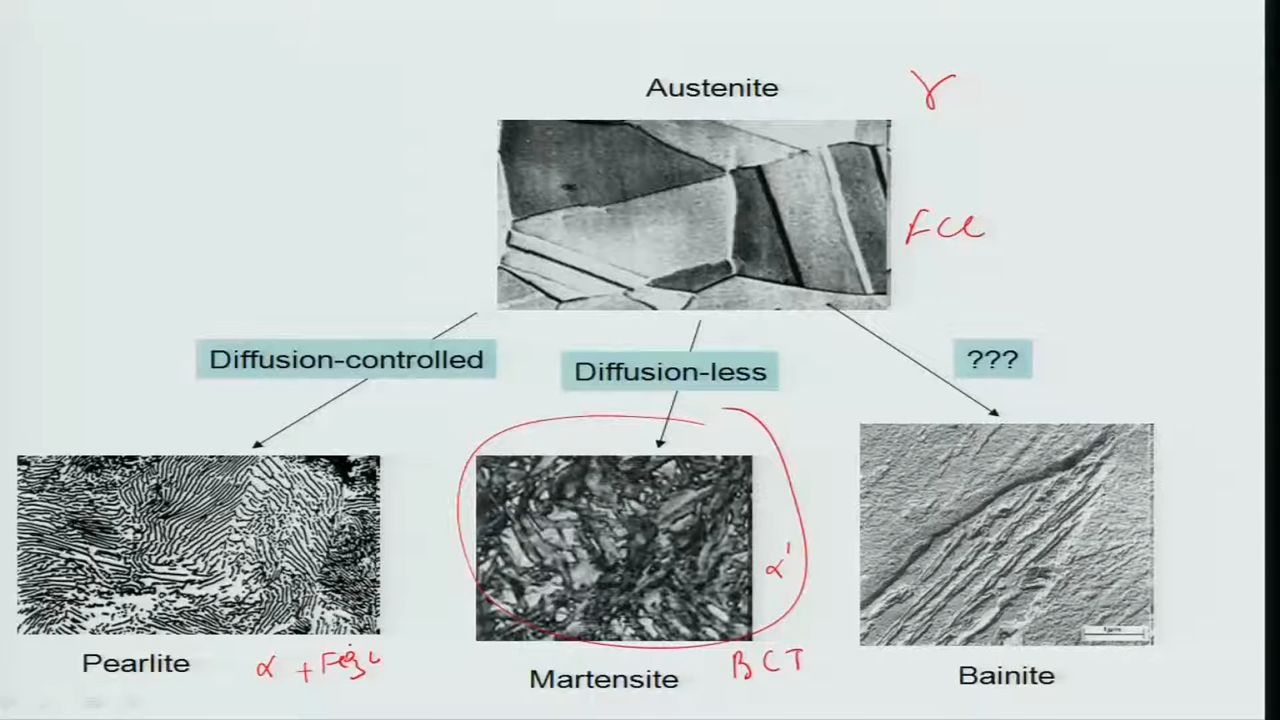 Austenite γ
FCC
Diffusion-controlled
Diffusion-less
???
α'
Pearlite α + Fe3C
Martensite BCT
Bainite